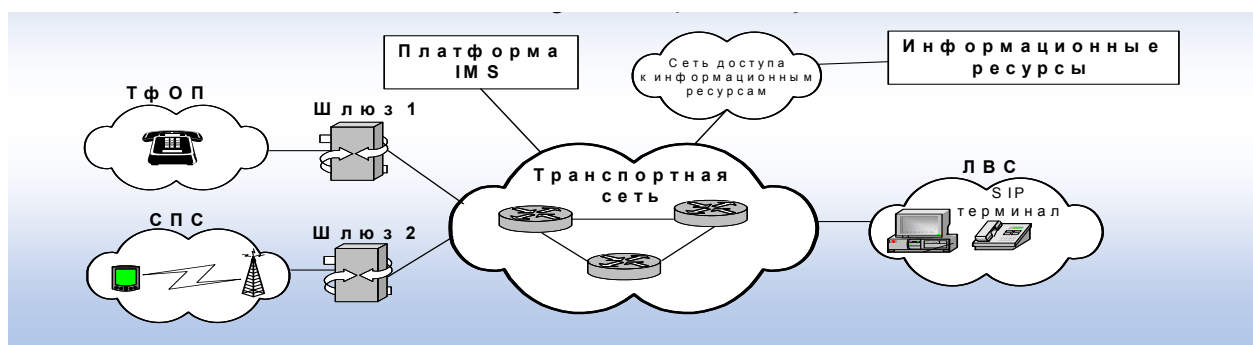 Платформа
IMS
Сеть доступа
к информационным
ресурсам
Информационные
ресурсы
ТфОП
Шлюз 1
Транспортная
сеть
ЛВС
SIP
терминал
СПС
Шлюз 2